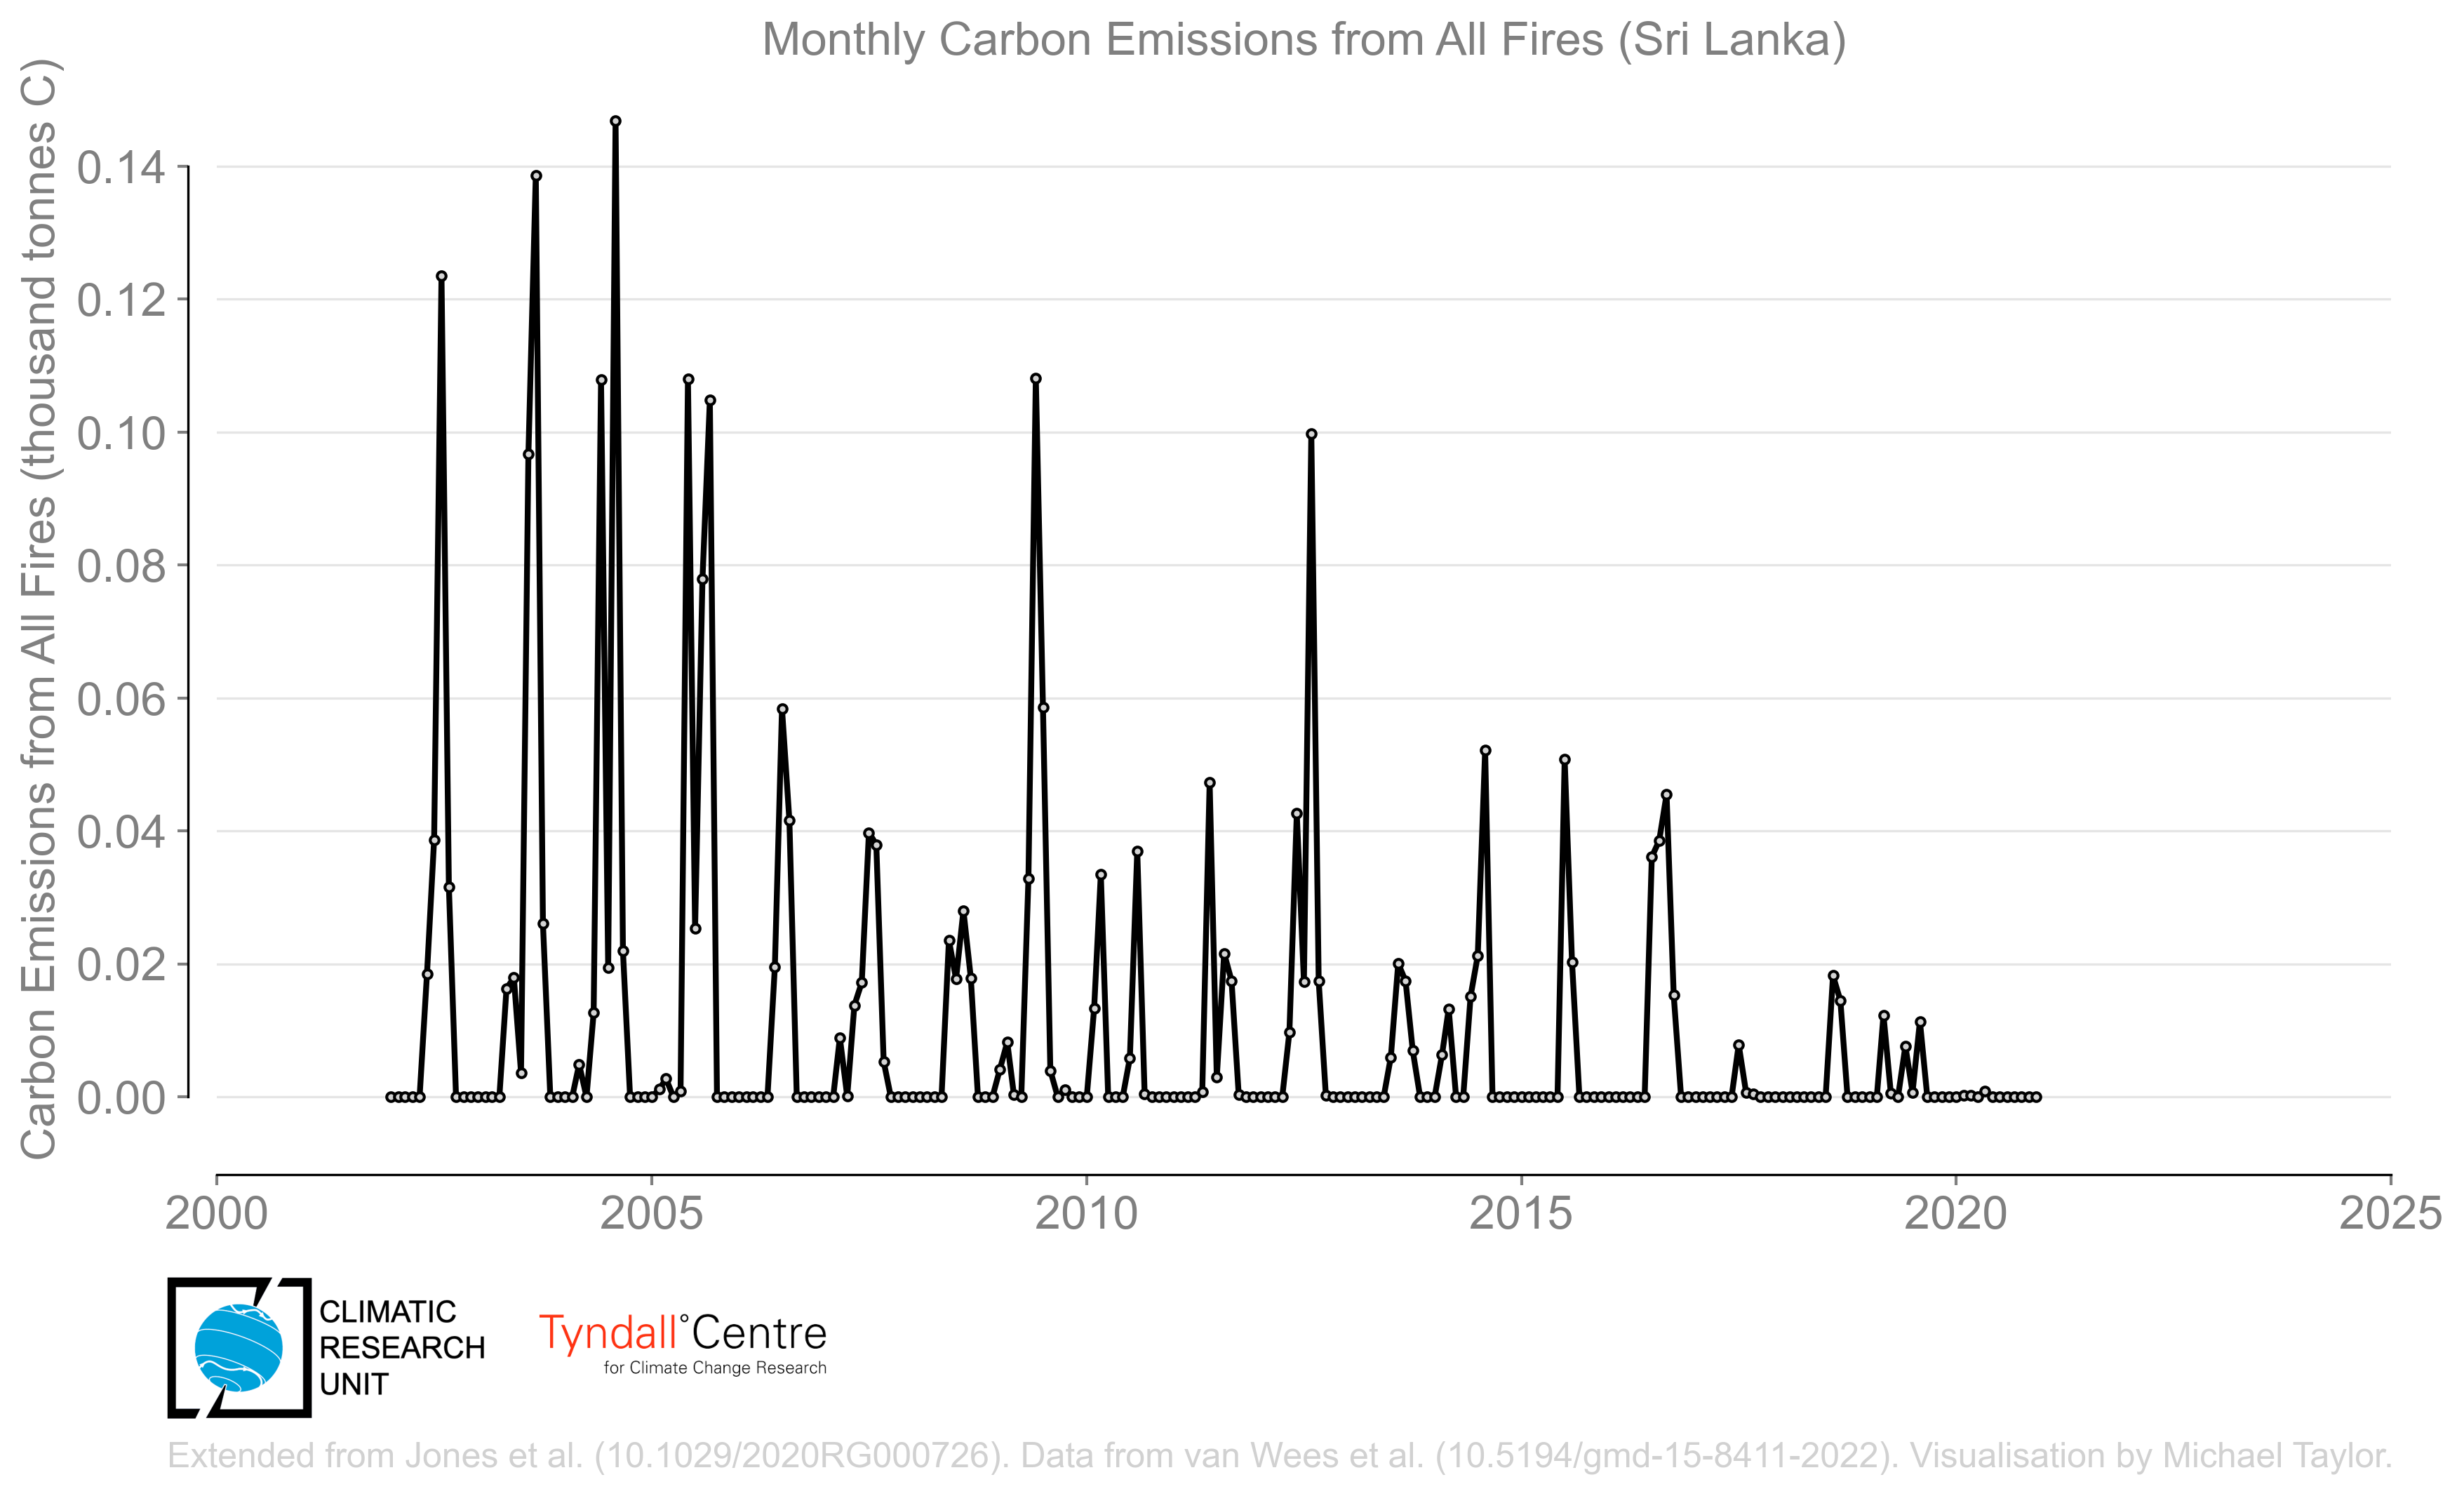 Monthly Carbon Emissions from All Fires (Sri Lanka)
Carbon Emissions from All Fires (thousand tonnes C)
0.14
0.12
0.10
0.08
0.06
0.04
0.02
0.00
2000 2005 2010 2015 2020 2025
CLIMATIC
RESEARCH
UNIT
Tyndall°Centre
for Climate Change Research
Extended from Jones et al. (10.1029/2020RG000726). Data from van Wees et al. (10.5194/gmd-15-8411-2022). Visualisation by Michael Taylor.